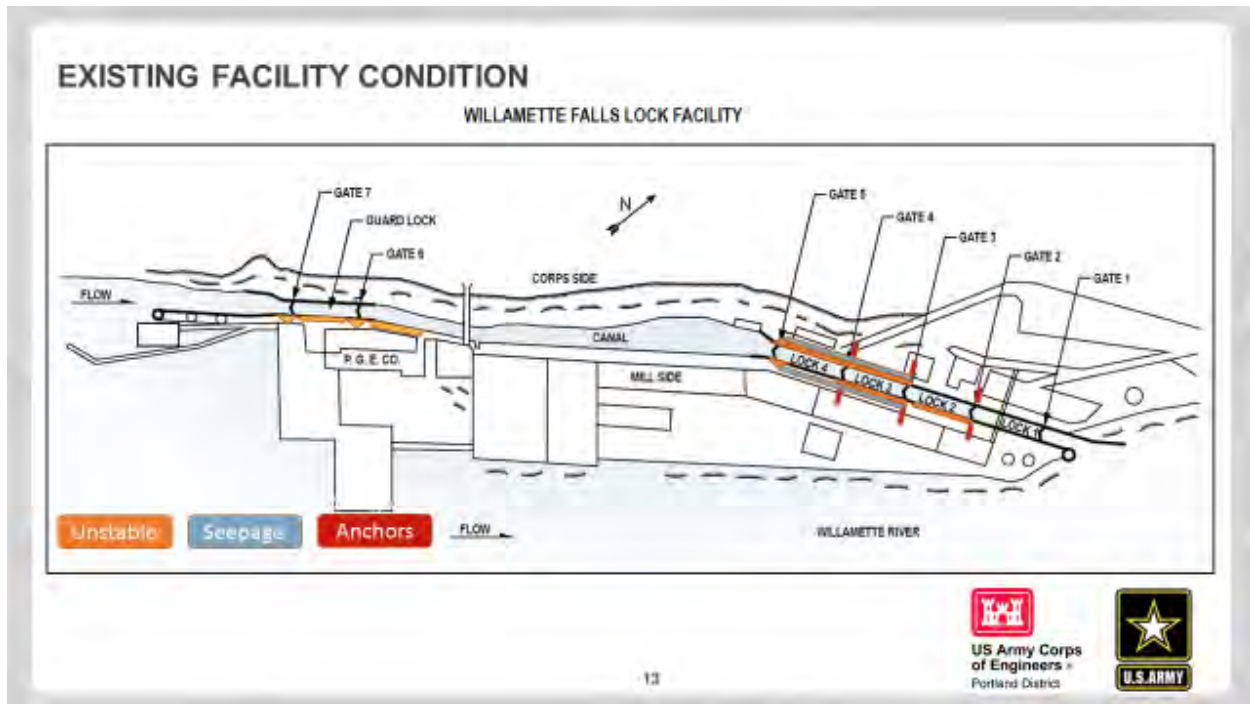 EXISTING FACILITY CONDITION
WILLAMETTE FALLS LOCK FACILITY
GATE 7
GUARD LOCK
GATE 6
N
GATE 5
GATE 4
GATE 3
GATE 2
GATE 1
CORPS SIDE
FLOW
CANAL
P. G. E. CO.
MILL SIDE
LOCK 4
LOCK 3
LOCK 2
LOCK 1
Unstable
Seepage
Anchors
FLOW
WILLAMETTE RIVER
US Army Corps
of Engineers ®
Portland District
U.S.ARMY
13